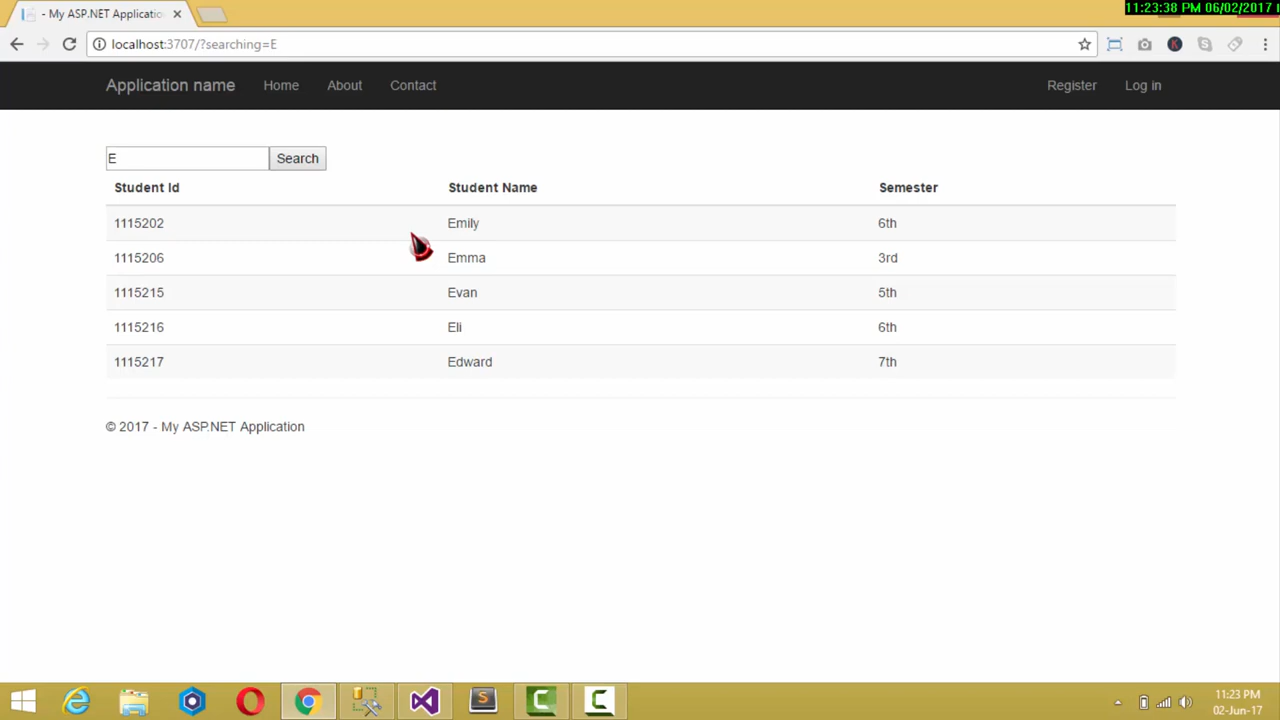 - My ASP.NET Application
11:23:38 PM 06/02/2017
localhost:3707/?searching=E
Application name Home About Contact Register Log in
E Search
Student Id Student Name Semester
1115202 Emily 6th
1115206 Emma 3rd
1115215 Evan 5th
1115216 Eli 6th
1115217 Edward 7th
© 2017 - My ASP.NET Application
11:23 PM
02-Jun-17